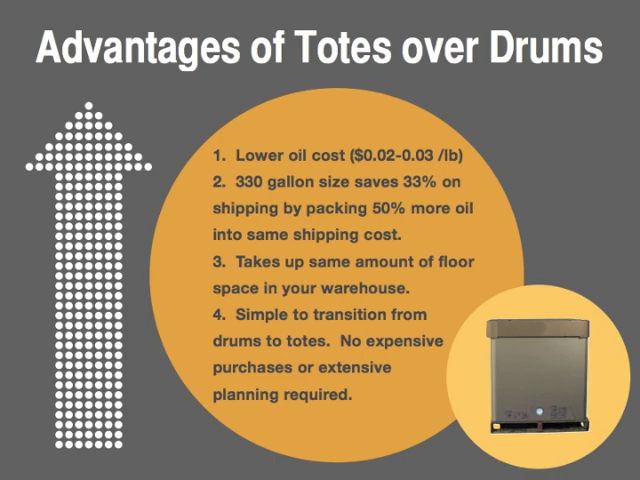 Advantages of Totes over Drums
1. Lower oil cost ($0.02-0.03 /lb)
2. 330 gallon size saves 33% on
shipping by packing 50% more oil
into same shipping cost.
3. Takes up same amount of floor
space in your warehouse.
4. Simple to transition from
drums to totes. No expensive
purchases or extensive
planning required.